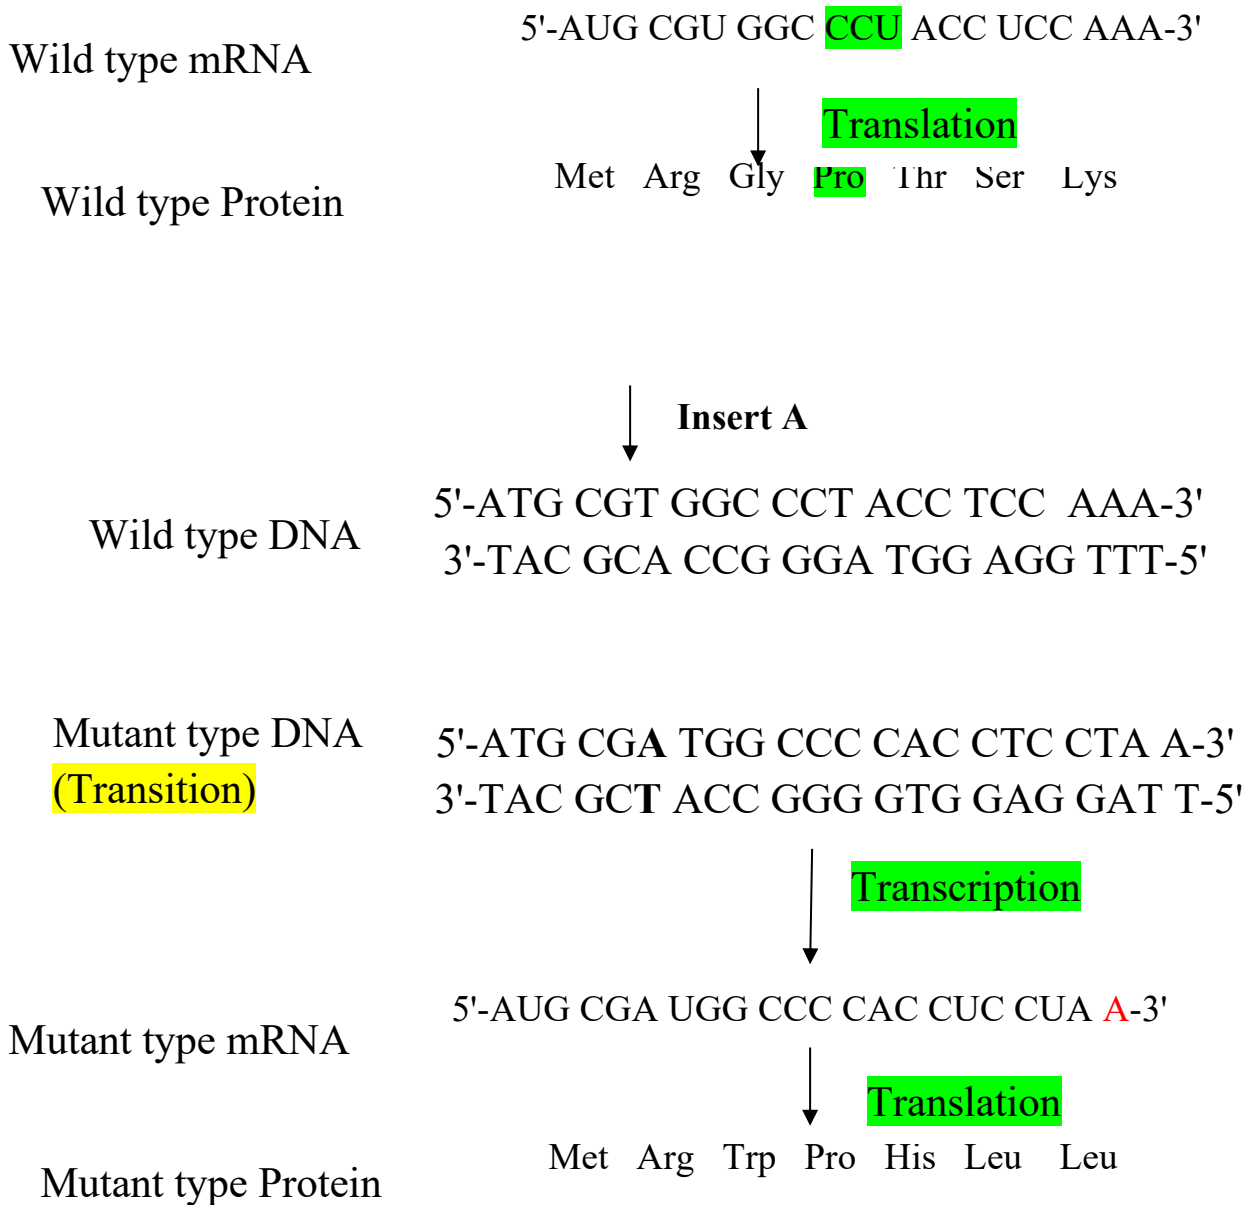 5'-AUG CGU GGC CCU ACC UCC AAA-3'
Wild type mRNA
Translation
Met Arg Gly Pro Thr Ser Lys
Wild type Protein
Insert A
5'-ATG CGT GGC CCT ACC TCC AAA-3'
Wild type DNA
3'-TAC GCA CCG GGA TGG AGG TTT-5'
Mutant type DNA
5'-ATG CGA TGG CCC CAC CTC CTA A-3'
(Transition)
3'-TAC GCT ACC GGG GTG GAG GAT T-5'
Transcription
5'-AUG CGA UGG CCC CAC CUC CUA A-3'
Mutant type mRNA
Translation
Met Arg Trp Pro His Leu Leu
Mutant type Protein